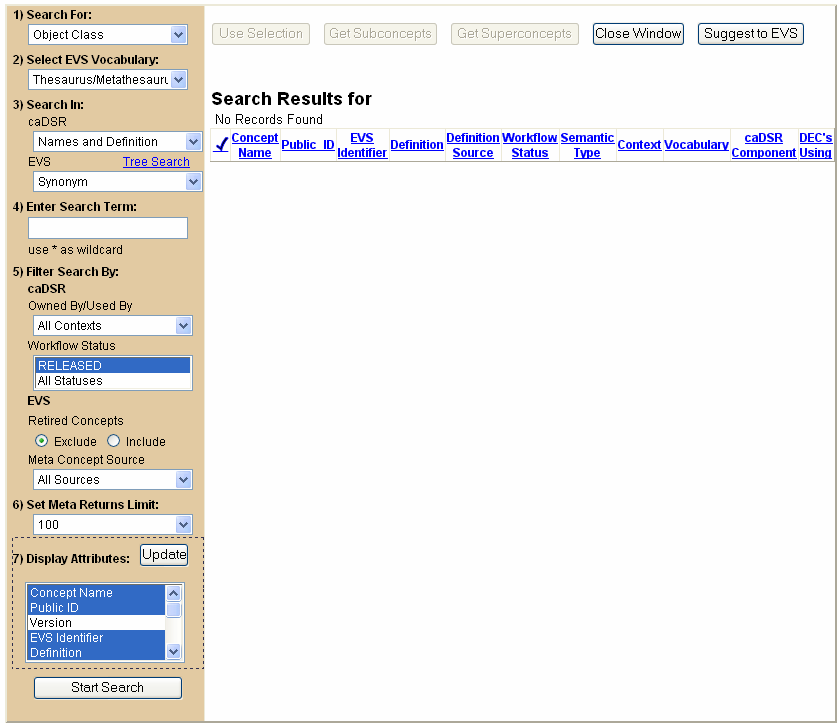 1) Search For:
Object Class
2) Select EVS Vocabulary:
Thesaurus/Metathesauru
3) Search In:
caDSR
Names and Definition
EVS Tree Search
Synonym
4) Enter Search Term:
use * as wildcard
5) Filter Search By:
caDSR
Owned By/Used By
All Contexts
Workflow Status
RELEASED
All Statuses
EVS
Retired Concepts
Exclude Include
Meta Concept Source
All Sources
6) Set Meta Returns Limit:
100
7) Display Attributes: Update
Concept Name
Public ID
Version
EVS Identifier
Definition
Start Search
Use Selection Get Subconcepts Get Superconcepts Close Window Suggest to EVS
Search Results for
No Records Found
Concept Name Public_ID EVS Identifier Definition Definition Source Workflow Status Semantic Type Context Vocabulary caDSR Component DEC's Using